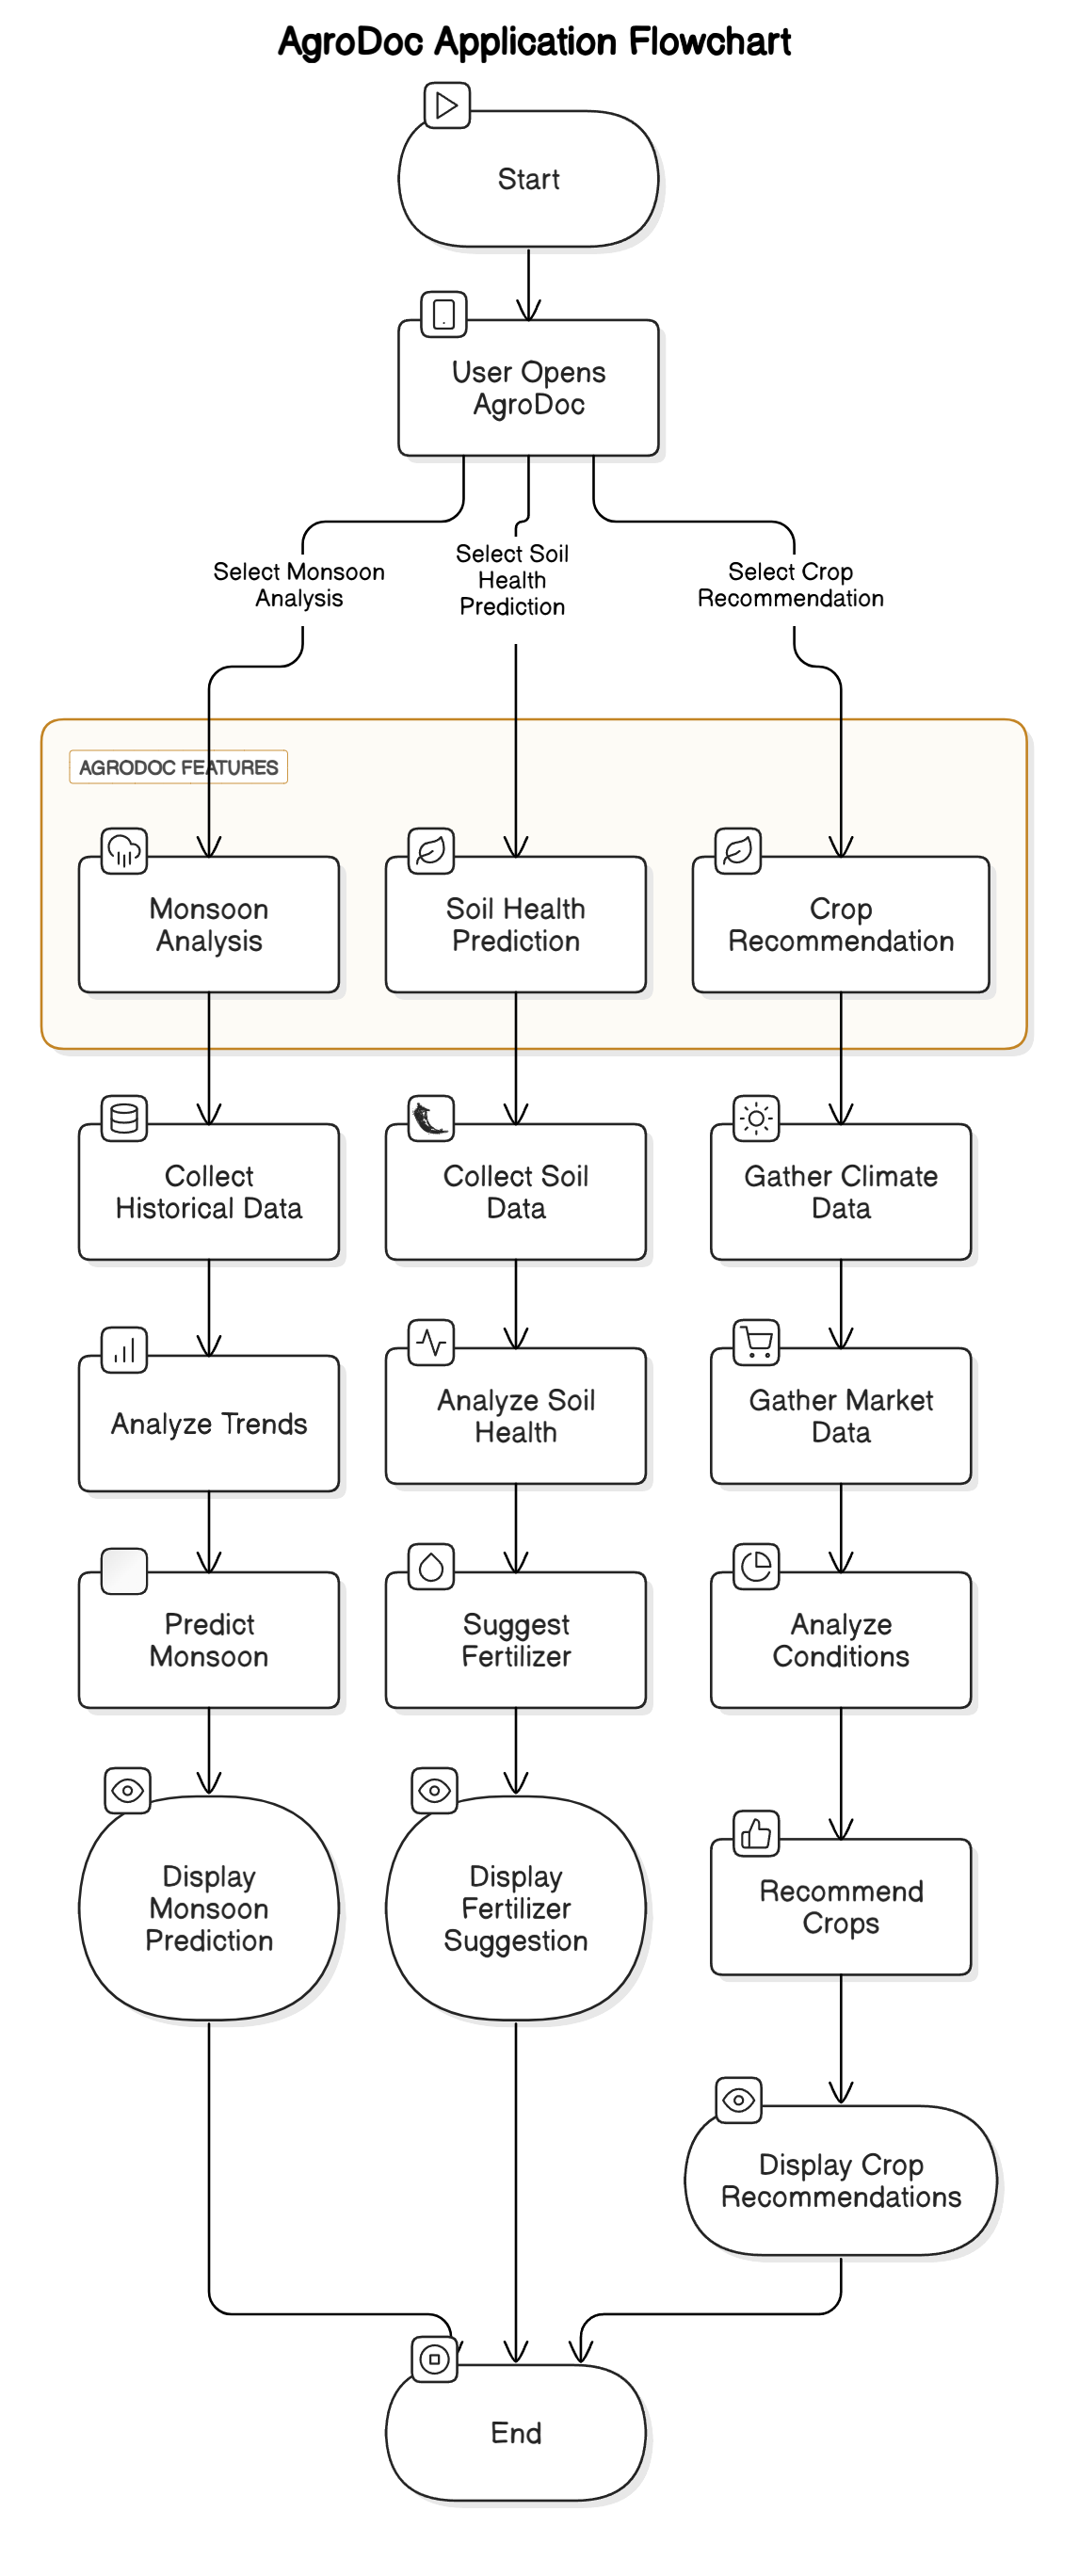 AgroDoc Application Flowchart
Start
User Opens
AgroDoc
Select Monsoon
Analysis
Select Soil
Health
Prediction
Select Crop
Recommendation
AGRODOC FEATURES
Monsoon
Analysis
Soil Health
Prediction
Crop
Recommendation
Collect
Historical Data
Collect Soil
Data
Gather Climate
Data
Analyze Trends
Analyze Soil
Health
Gather Market
Data
Predict
Monsoon
Suggest
Fertilizer
Analyze
Conditions
Display
Monsoon
Prediction
Display
Fertilizer
Suggestion
Recommend
Crops
Display Crop
Recommendations
End